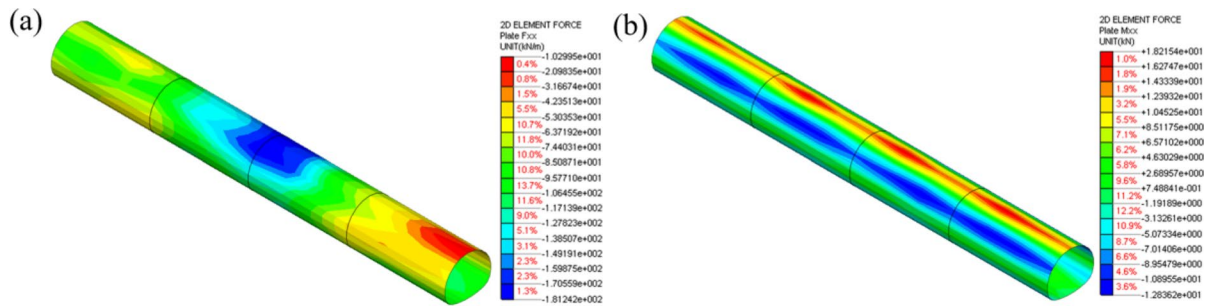 (a)
2D ELEMENT FORCE
Plate Fxx
UNIT(kN/m)
-1.02995e+001
0.4%
-2.09835e+001
0.8%
-3.16674e+001
1.5%
-4.23513e+001
5.5%
-5.30353e+001
10.7%
-6.37192e+001
11.8%
-7.44031e+001
10.0%
-8.50871e+001
10.8%
-9.57710e+001
13.7%
-1.06455e+002
11.6%
-1.17139e+002
9.0%
-1.27823e+002
5.1%
-1.38507e+002
3.1%
-1.49191e+002
2.3%
-1.59875e+002
2.3%
-1.70559e+002
1.3%
-1.81242e+002
(b)
2D ELEMENT FORCE
Plate Mxx
UNIT(kN)
+1.82154e+001
1.0%
+1.62747e+001
1.8%
+1.43339e+001
1.9%
+1.23932e+001
3.2%
+1.04525e+001
5.5%
+8.51175e+000
7.1%
+6.57102e+000
6.2%
+4.63029e+000
5.8%
+2.68957e+000
9.6%
+7.48841e-001
11.2%
-1.19189e+000
12.2%
-3.13261e+000
10.9%
-5.07334e+000
8.7%
-7.01406e+000
6.6%
-8.95479e+000
4.6%
-1.08955e+001
3.6%
-1.28362e+001